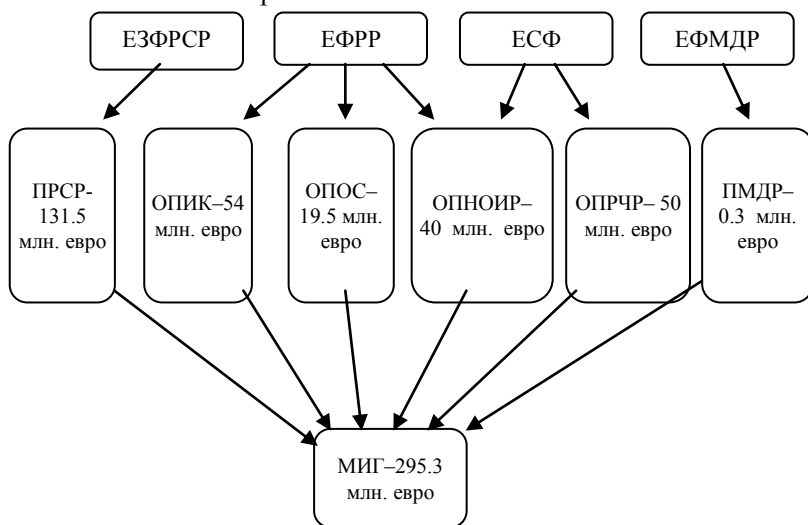 ЕЗФРСР
ЕФРР
ЕСФ
ЕФМДР
ПРСР-
131.5
млн. евро
ОПИК–54
млн. евро
ОПОС–
19.5 млн.
евро
ОПНОИР–
40 млн. евро
ОПРЧР– 50
млн. евро
ПМДР–
0.3 млн.
евро
МИГ–295.3
млн. евро